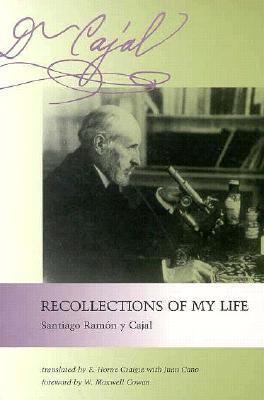 Dr Cajal
RECOLLECTIONS OF MY LIFE
Santiago Ramón y Cajal
translated by E. Horne Craigie with Juan Cano
foreword by W. Maxwell Cowan